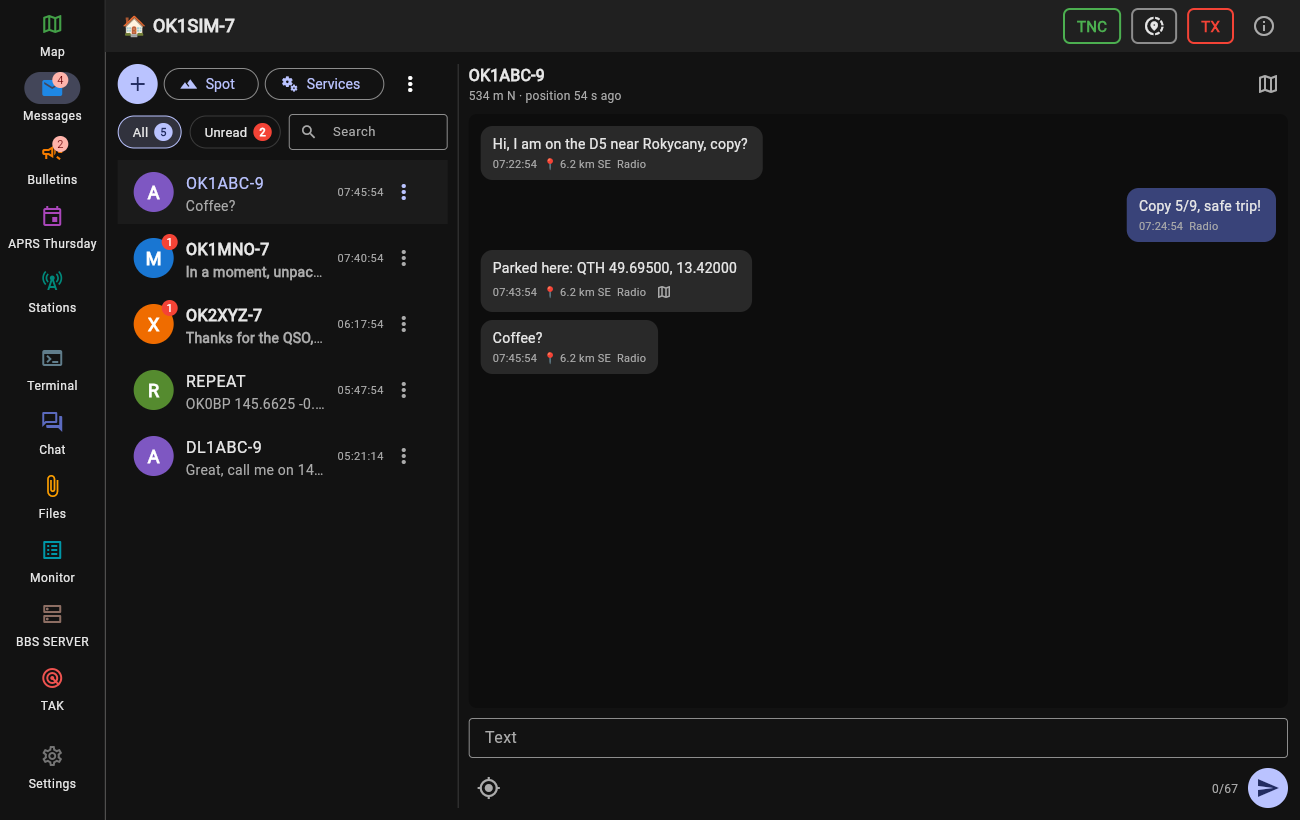 Map
4
Messages
2
Bulletins
APRS Thursday
Stations
Terminal
Chat
Files
Monitor
BBS SERVER
TAK
Settings
OK1SIM-7
TNC
TX
Spot
Services
All 5
Unread 2
Search
A
OK1ABC-9
07:45:54
Coffee?
M
1
OK1MNO-7
07:40:54
In a moment, unpac...
X
1
OK2XYZ-7
06:17:54
Thanks for the QSO,...
R
REPEAT
05:47:54
OK0BP 145.6625 -0....
A
DL1ABC-9
05:21:14
Great, call me on 14...
OK1ABC-9
534 m N · position 54 s ago
Hi, I am on the D5 near Rokycany, copy?
07:22:54 📍 6.2 km SE Radio
Copy 5/9, safe trip!
07:24:54 Radio
Parked here: QTH 49.69500, 13.42000
07:43:54 📍 6.2 km SE Radio
Coffee?
07:45:54 📍 6.2 km SE Radio
Text
0/67